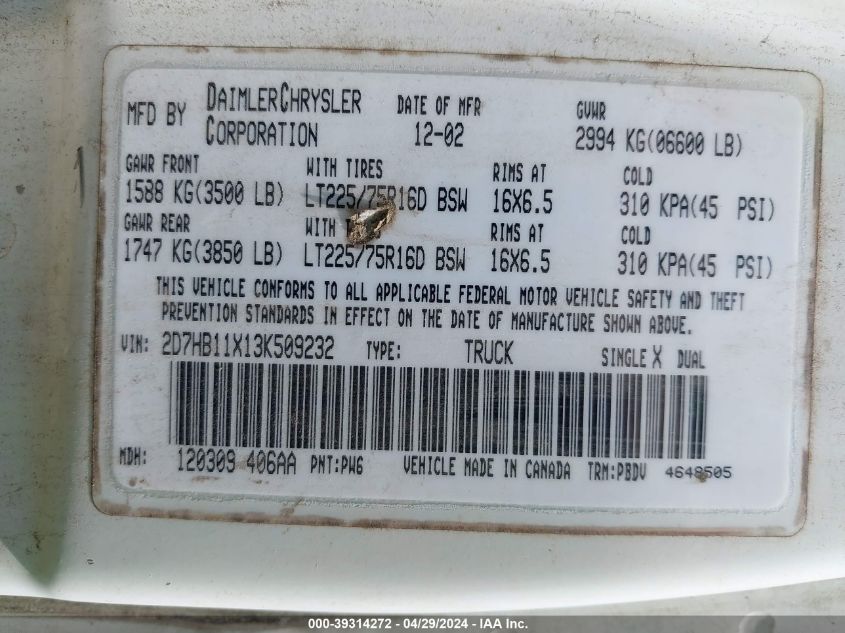 MFD BY DAIMLERCHRYSLER CORPORATION DATE OF MFR 12-02 GVWR 2994 KG(06600 LB)
GAWR FRONT WITH TIRES RIMS AT COLD
1588 KG(3500 LB) LT225/75R16D BSW 16X6.5 310 KPA(45 PSI)
GAWR REAR WITH RIMS AT COLD
1747 KG(3850 LB) LT225/75R16D BSW 16X6.5 310 KPA(45 PSI)
THIS VEHICLE CONFORMS TO ALL APPLICABLE FEDERAL MOTOR VEHICLE SAFETY AND THEFT
PREVENTION STANDARDS IN EFFECT ON THE DATE OF MANUFACTURE SHOWN ABOVE.
VIN: 2D7HB11X13K509232 TYPE: TRUCK SINGLE X DUAL
MDH: 120309 406AA PNT:PW6 VEHICLE MADE IN CANADA TRM:PBDV 4648505
000-39314272 - 04/29/2024 - IAA Inc.